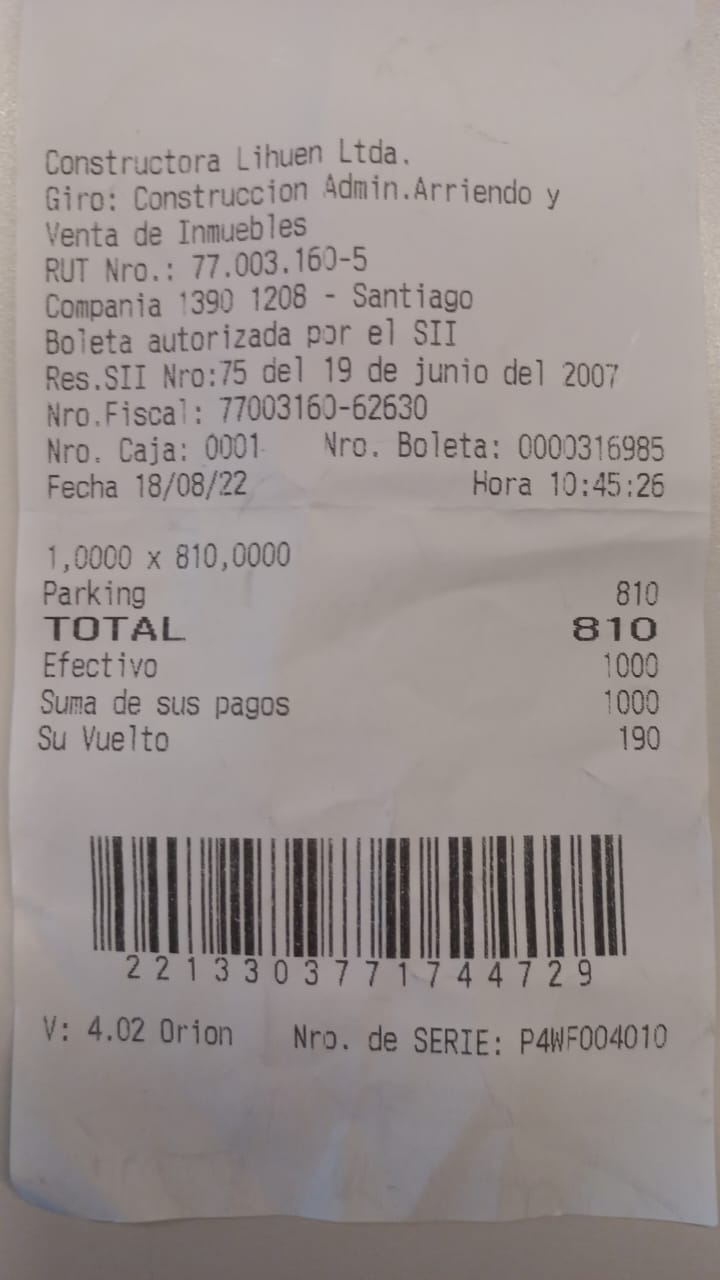 Constructora Lihuen Ltda.
Giro: Construccion Admin.Arriendo y
Venta de Inmuebles
RUT Nro.: 77.003.160-5
Compania 1390 1208 - Santiago
Boleta autorizada por el SII
Res.SII Nro:75 del 19 de junio del 2007
Nro.Fiscal: 77003160-62630
Nro. Caja: 0001 Nro. Boleta: 0000316985
Fecha 18/08/22 Hora 10:45:26
1,0000 x 810,0000
Parking 810
TOTAL 810
Efectivo 1000
Suma de sus pagos 1000
Su Vuelto 190
2213303771744729
V: 4.02 Orion Nro. de SERIE: P4WF004010